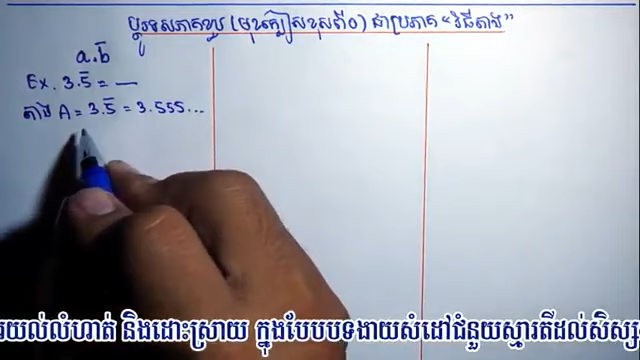 ប្តូរទសភាគខួប (មុនក្បៀសខុសពី០) ជាប្រភាគ “វិធីតាង”
a.b̄
Ex. 3.5̄ = —
តាង A = 3.5̄ = 3.555...
រយល់លំហាត់ និងដោះស្រាយ ក្នុងបែបបទងាយសំដៅជំនួយស្មារតីដល់សិស្ស